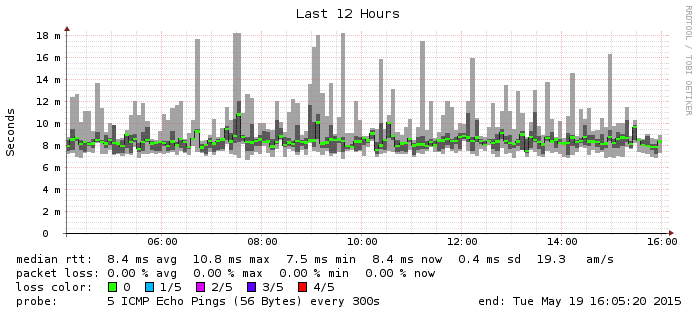 Last 12 Hours
RRDTOOL / TOBI OETIKER
Seconds
18 m
16 m
14 m
12 m
10 m
8 m
6 m
4 m
2 m
0
06:00 08:00 10:00 12:00 14:00 16:00
median rtt: 8.4 ms avg 10.8 ms max 7.5 ms min 8.4 ms now 0.4 ms sd 19.3 am/s
packet loss: 0.00 % avg 0.00 % max 0.00 % min 0.00 % now
loss color: 0 1/5 2/5 3/5 4/5
probe: 5 ICMP Echo Pings (56 Bytes) every 300s end: Tue May 19 16:05:20 2015